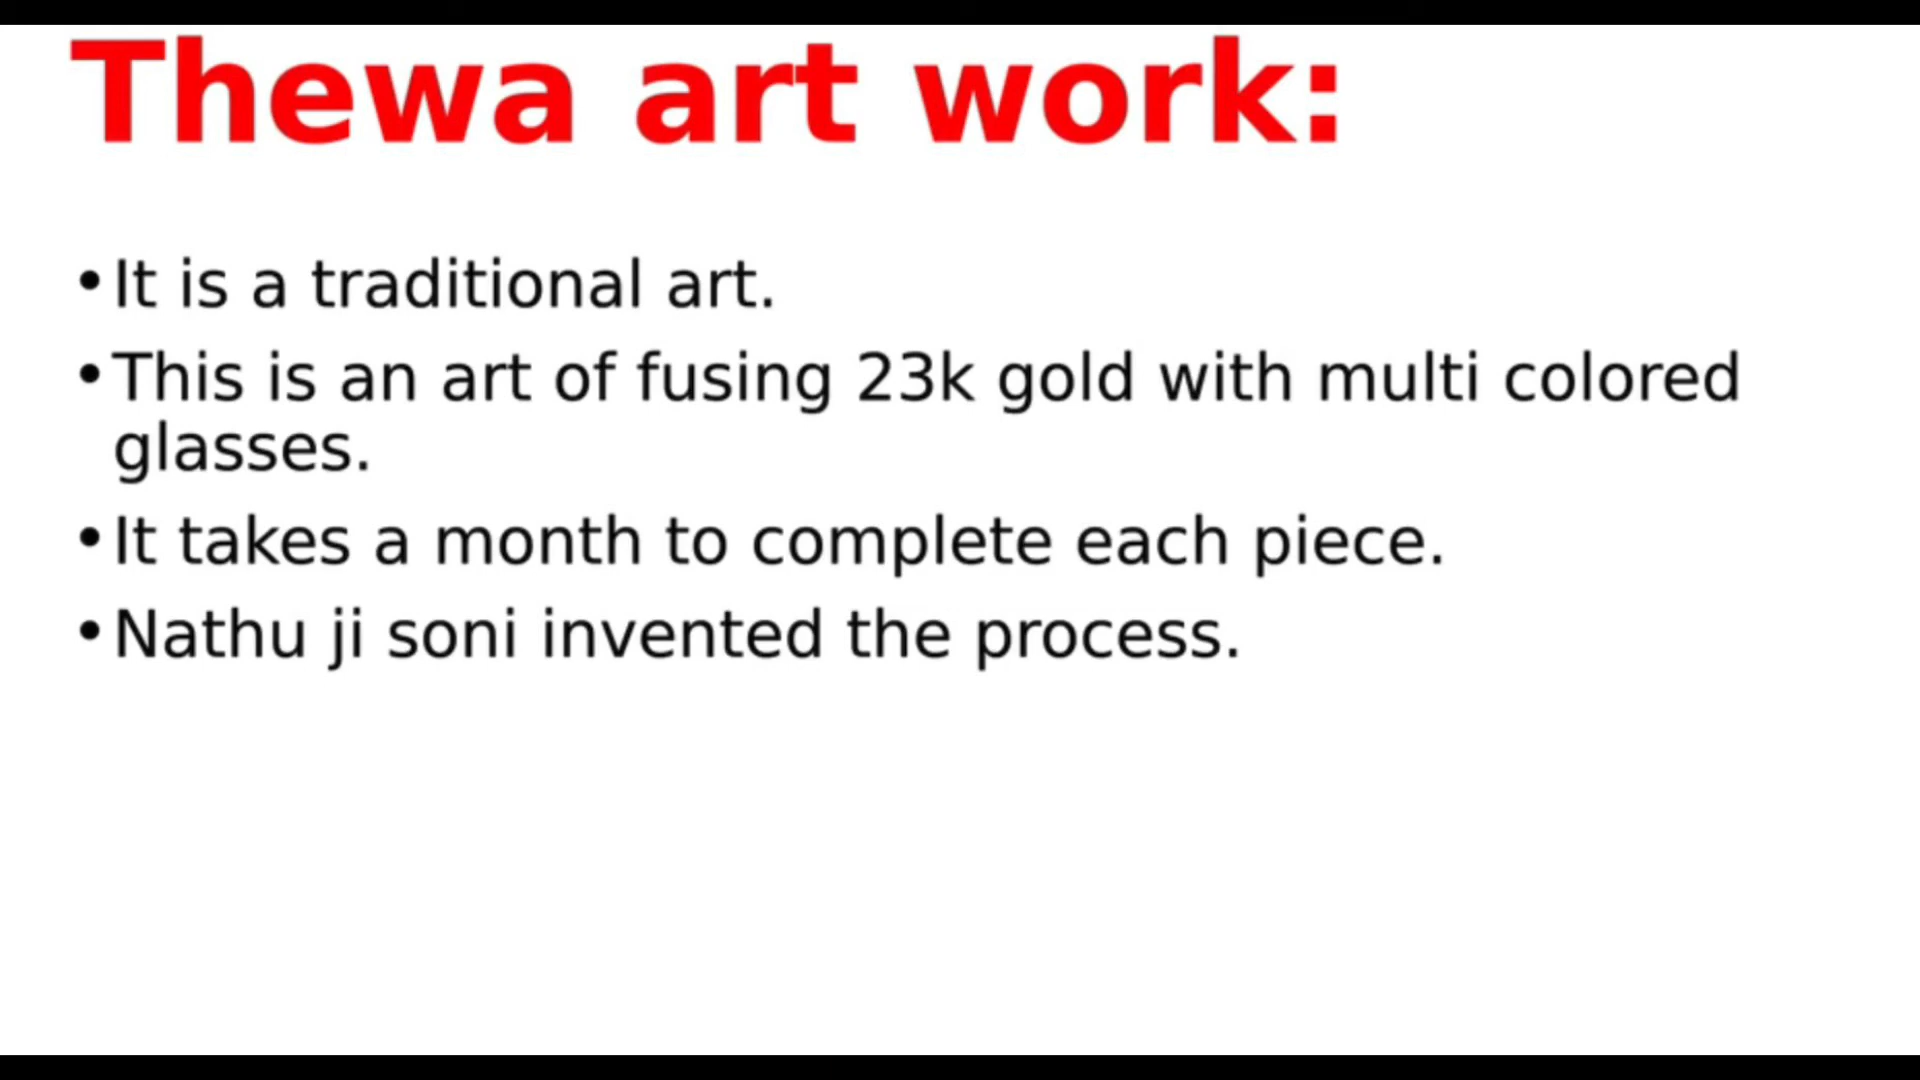 Thewa art work:
•It is a traditional art.
•This is an art of fusing 23k gold with multi colored
glasses.
•It takes a month to complete each piece.
•Nathu ji soni invented the process.